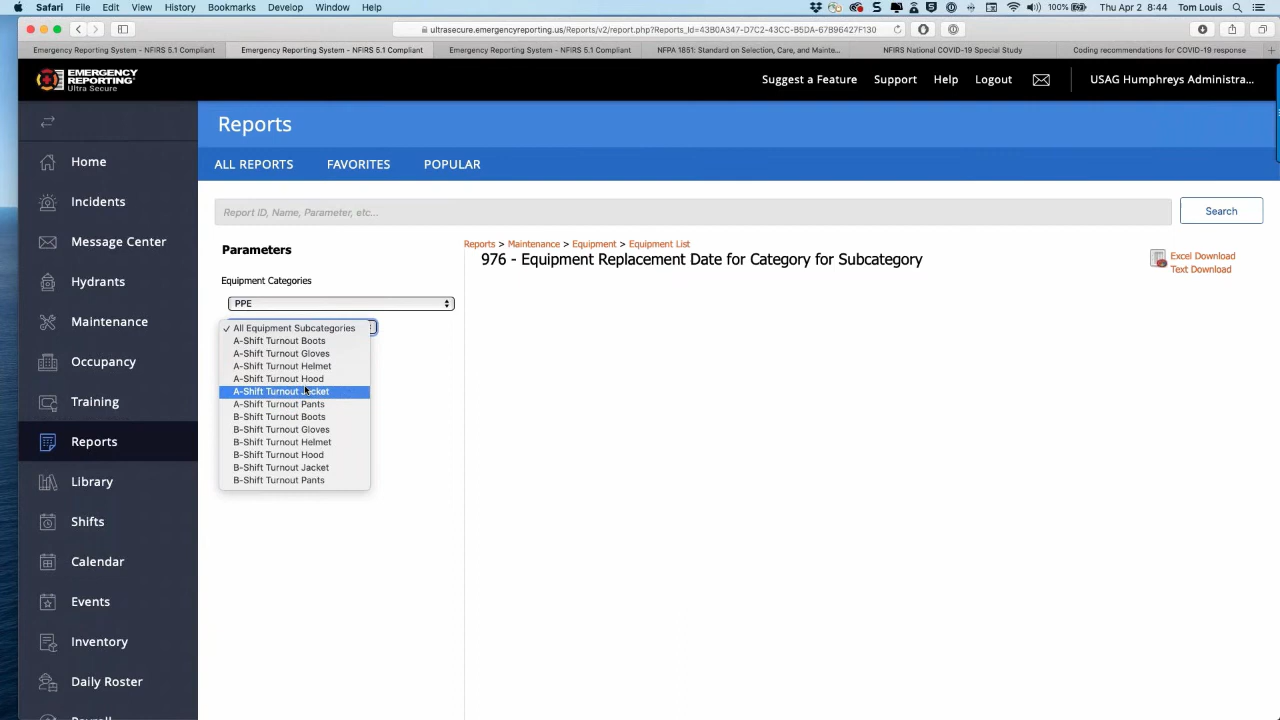 Safari File Edit View History Bookmarks Develop Window Help 100% Thu Apr 2 8:44 Tom Louis
ultrasecure.emergencyreporting.us/Reports/v2/report.php?Reports_Id=43B0A347-D7C2-43CC-B5DA-67B96427F130
Emergency Reporting System - NFIRS 5.1 Compliant Emergency Reporting System - NFIRS 5.1 Compliant Emergency Reporting System - NFIRS 5.1 Compliant NFPA 1851: Standard on Selection, Care, and Mainte... NFIRS National COVID-19 Special Study Coding recommendations for COVID-19 response
EMERGENCY
REPORTING
Ultra Secure
Suggest a Feature Support Help Logout USAG Humphreys Administra...
Home
Incidents
Message Center
Hydrants
Maintenance
Occupancy
Training
Reports
Library
Shifts
Calendar
Events
Inventory
Daily Roster
Reports
ALL REPORTS FAVORITES POPULAR
Report ID, Name, Parameter, etc...
Search
Parameters
Equipment Categories
PPE
✓ All Equipment Subcategories
A-Shift Turnout Boots
A-Shift Turnout Gloves
A-Shift Turnout Helmet
A-Shift Turnout Hood
A-Shift Turnout Jacket
A-Shift Turnout Pants
B-Shift Turnout Boots
B-Shift Turnout Gloves
B-Shift Turnout Helmet
B-Shift Turnout Hood
B-Shift Turnout Jacket
B-Shift Turnout Pants
Reports > Maintenance > Equipment > Equipment List
976 - Equipment Replacement Date for Category for Subcategory
Excel Download
Text Download